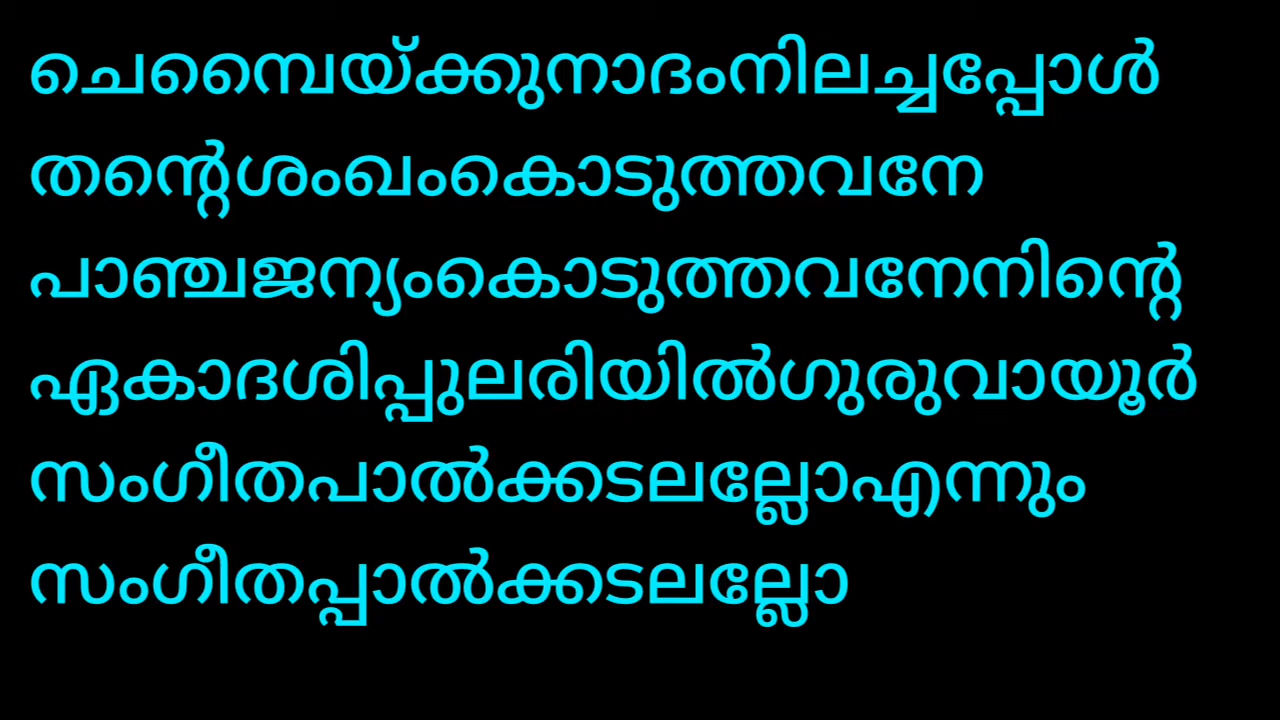 ചെമ്പൈയ്ക്കുനാദംനിലച്ചപ്പോൾ
തന്റെശംഖംകൊടുത്തവനേ
പാഞ്ചജന്യംകൊടുത്തവനേനിന്റെ
ഏകാദശിപ്പുലരിയിൽഗുരുവായൂർ
സംഗീതപാൽക്കടലല്ലോഎന്നും
സംഗീതപ്പാൽക്കടലല്ലോ